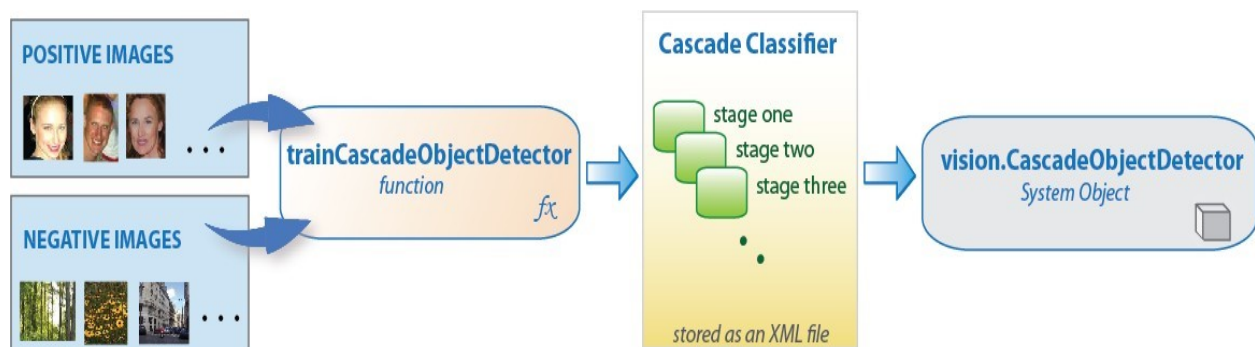 POSITIVE IMAGES
. . .
NEGATIVE IMAGES
. . .
trainCascadeObjectDetector
function
fx
Cascade Classifier
stage one
stage two
stage three
stored as an XML file
vision.CascadeObjectDetector
System Object